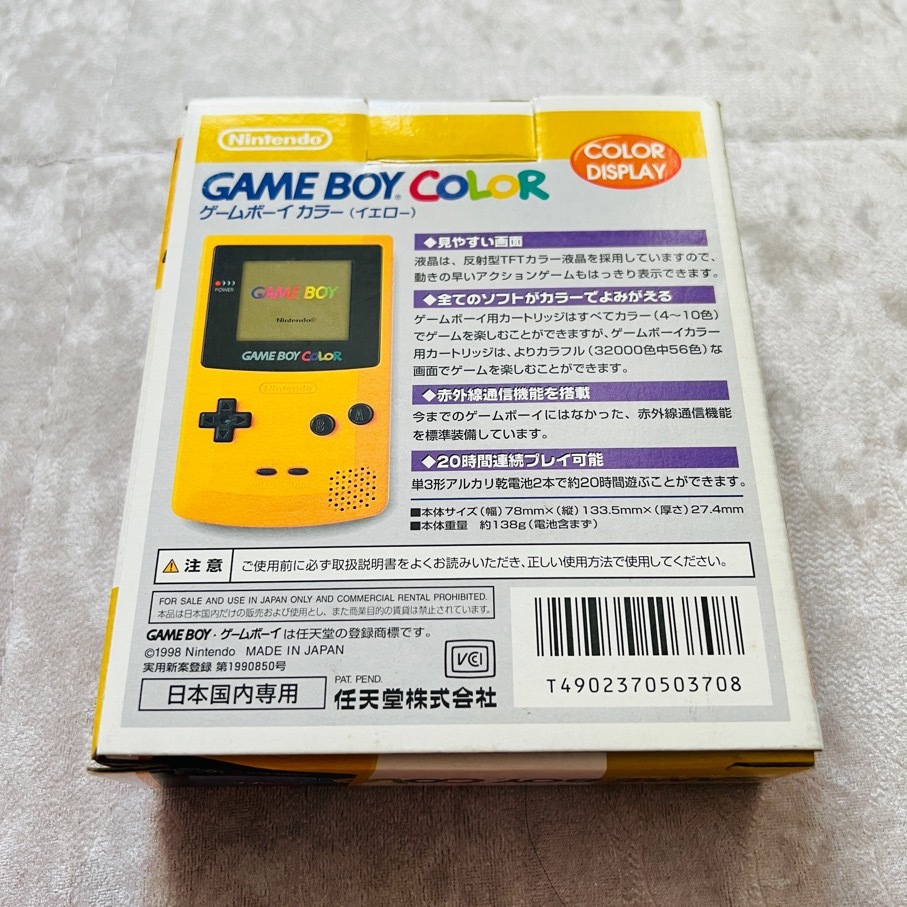 Nintendo
COLOR
DISPLAY
GAME BOY COLOR
ゲームボーイ カラー（イエロー）
POWER
GAME BOY
Nintendo®
GAME BOY COLOR
Nintendo
B
A
◆見やすい画面
液晶は、反射型TFTカラー液晶を採用していますので、
動きの早いアクションゲームもはっきり表示できます。
◆全てのソフトがカラーでよみがえる
ゲームボーイ用カートリッジはすべてカラー（4〜10色）
でゲームを楽しむことができますが、ゲームボーイカラー
用カートリッジは、よりカラフル（32000色中56色）な
画面でゲームを楽しむことができます。
◆赤外線通信機能を搭載
今までのゲームボーイにはなかった、赤外線通信機能
を標準装備しています。
◆20時間連続プレイ可能
単3形アルカリ乾電池2本で約20時間遊ぶことができます。
■本体サイズ（幅）78mm×（縦）133.5mm×（厚さ）27.4mm
■本体重量 約138g（電池含まず）
注意 ご使用前に必ず取扱説明書をよくお読みいただき、正しい使用方法で使用してください。
FOR SALE AND USE IN JAPAN ONLY AND COMMERCIAL RENTAL PROHIBITED.
本品は日本国内だけの販売および使用とし、また商業目的の賃貸は禁止されています。
GAME BOY・ゲームボーイは任天堂の登録商標です。
©1998 Nintendo MADE IN JAPAN
実用新案登録 第1990850号
PAT. PEND.
日本国内専用
任天堂株式会社
VCI
T4902370503708